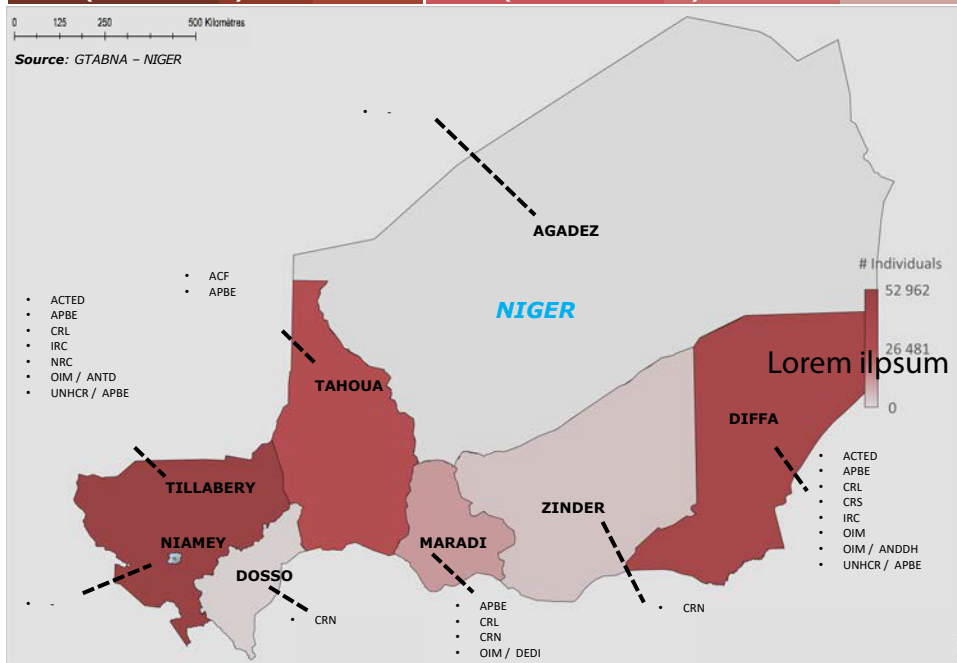 0 125 250 500 Kilomètres
Source: GTABNA – NIGER
• -
AGADEZ
• ACF
• APBE
# Individuals
52 962
26 481
0
Lorem ilpsum
NIGER
• ACTED
• APBE
• CRL
• IRC
• NRC
• OIM / ANTD
• UNHCR / APBE
TAHOUA
DIFFA
• ACTED
• APBE
• CRL
• CRS
• IRC
• OIM
• OIM / ANDDH
• UNHCR / APBE
TILLABERY
ZINDER
NIAMEY
MARADI
DOSSO
• -
• CRN
• APBE
• CRL
• CRN
• OIM / DEDI
• CRN